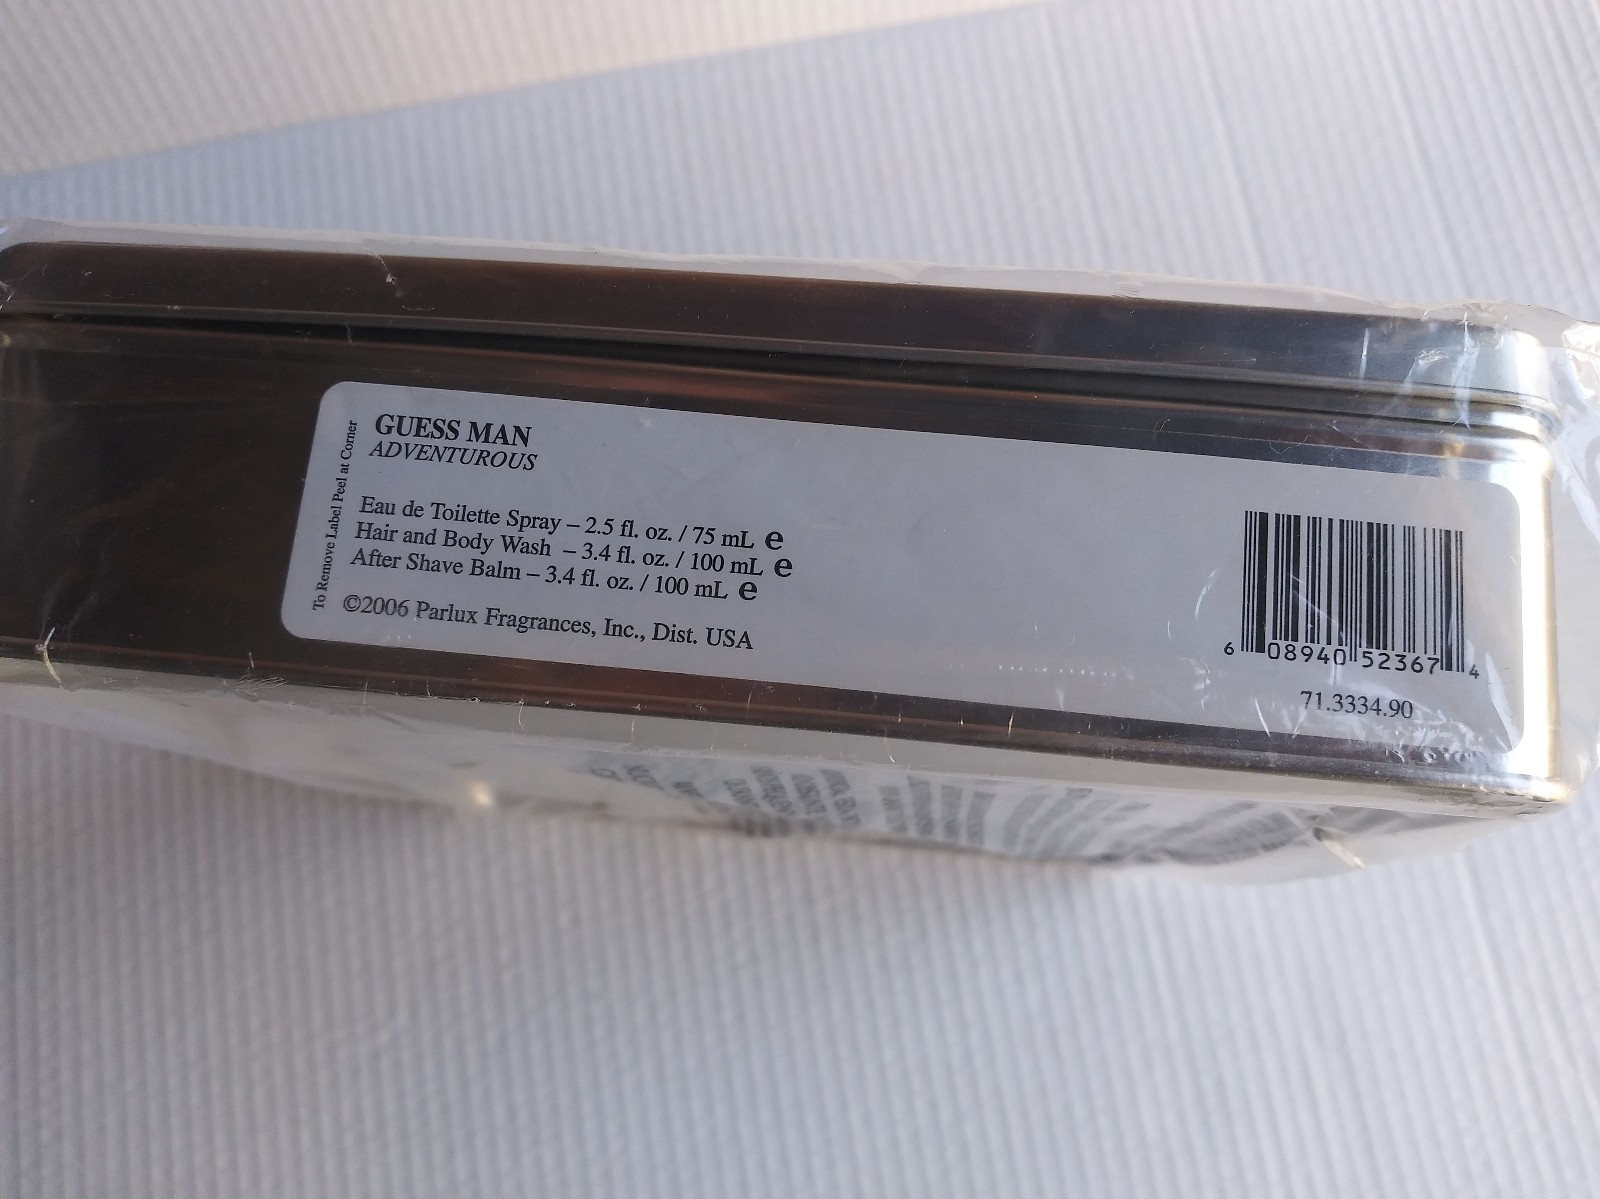 To Remove Label Peel at Corner
GUESS MAN
ADVENTUROUS
Eau de Toilette Spray – 2.5 fl. oz. / 75 mL e
Hair and Body Wash – 3.4 fl. oz. / 100 mL e
After Shave Balm – 3.4 fl. oz. / 100 mL e
©2006 Parlux Fragrances, Inc., Dist. USA
6 08940 52367 4
71.3334.90